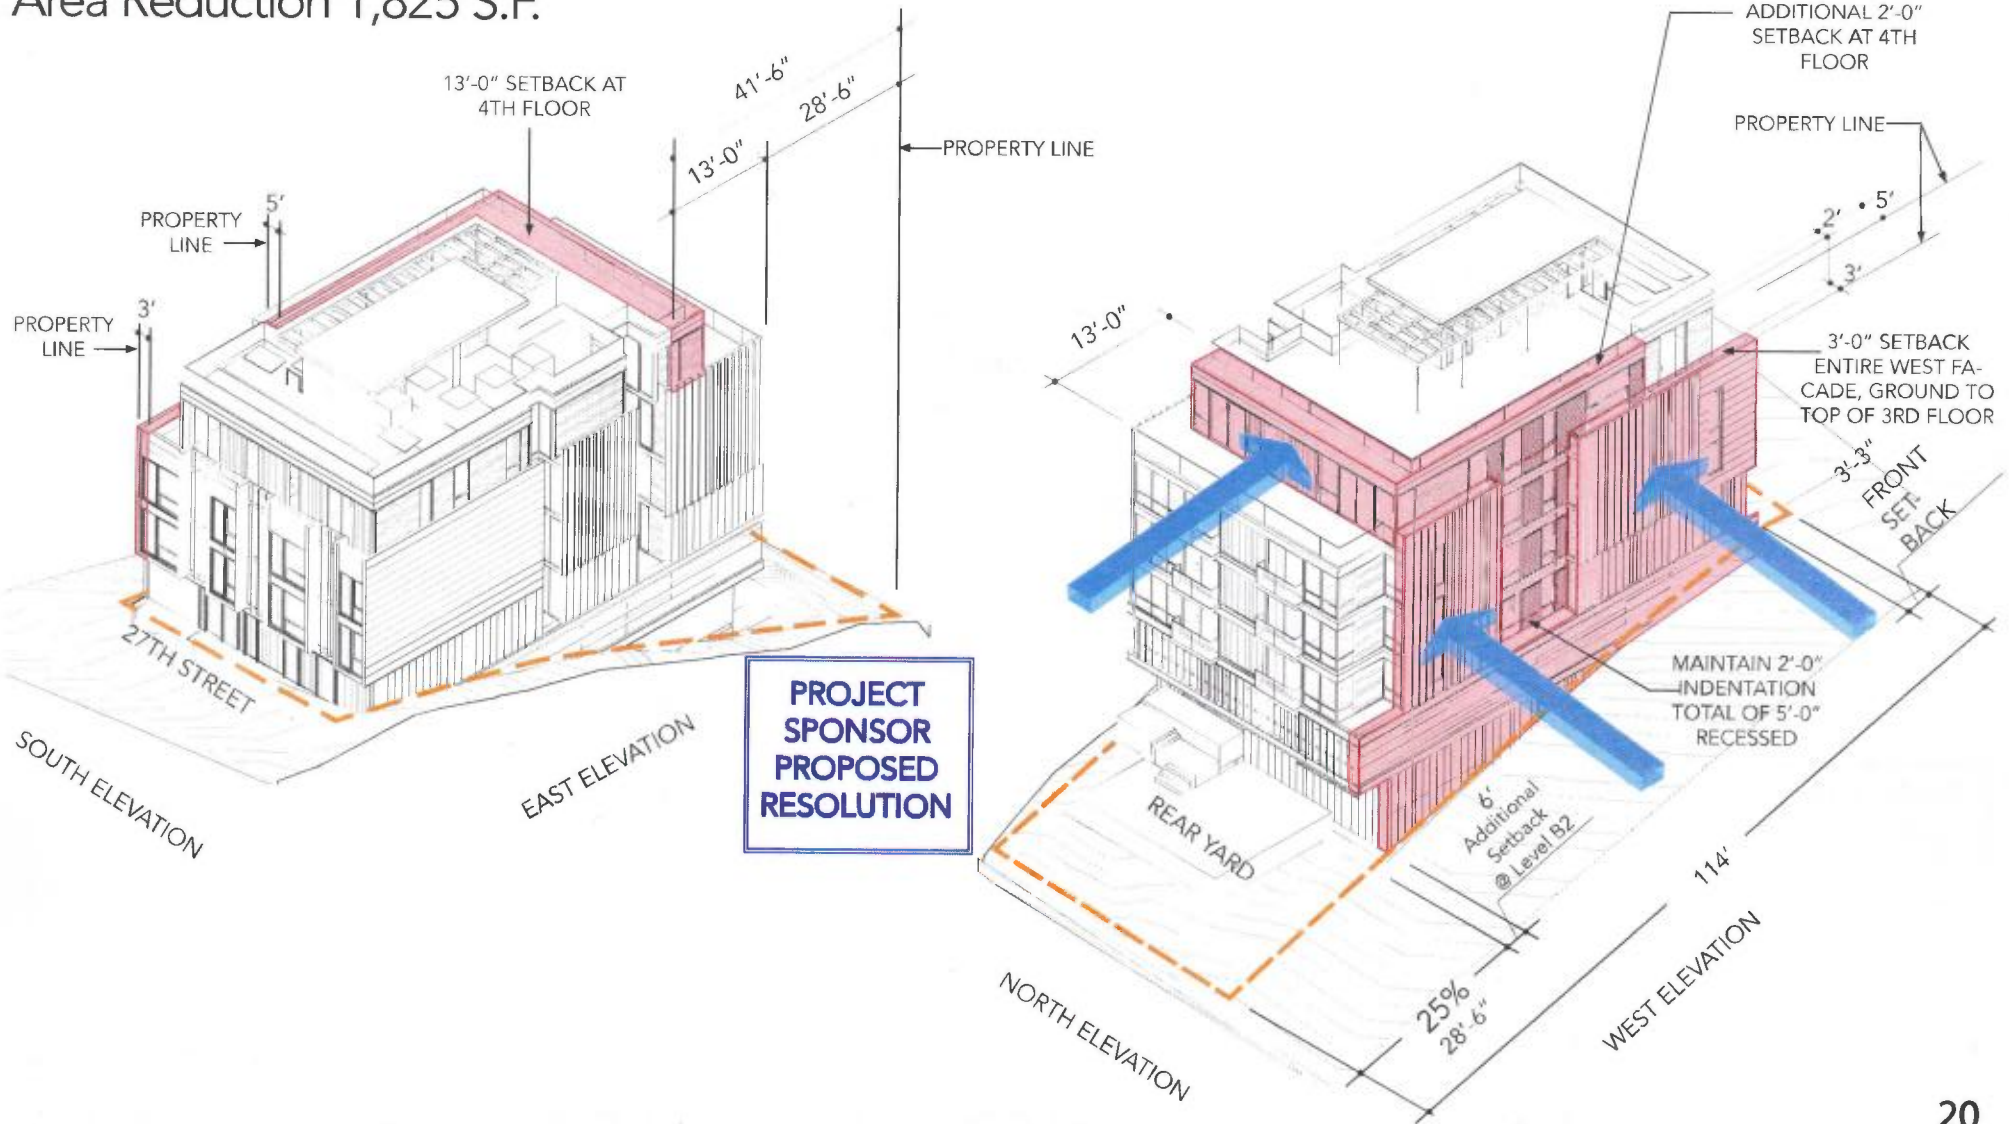 Area Reduction 1,825 S.F.
13'-0" SETBACK AT
4TH FLOOR
41'-6"
28'-6"
13'-0"
PROPERTY LINE
5'
PROPERTY
LINE
3'
PROPERTY
LINE
27TH STREET
SOUTH ELEVATION
EAST ELEVATION
PROJECT
SPONSOR
PROPOSED
RESOLUTION
ADDITIONAL 2'-0"
SETBACK AT 4TH
FLOOR
PROPERTY LINE
2'
5'
3'
13'-0"
3'-0" SETBACK
ENTIRE WEST FA-
CADE, GROUND TO
TOP OF 3RD FLOOR
3'-3"
FRONT
SET-
BACK
MAINTAIN 2'-0"
INDENTATION
TOTAL OF 5'-0"
RECESSED
REAR YARD
6'
Additional
Setback
@ Level B2
114'
25%
28'-6"
NORTH ELEVATION
WEST ELEVATION
20